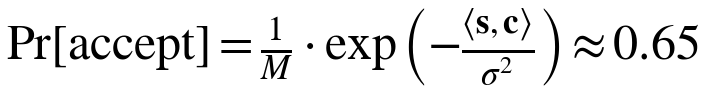 Pr[accept] = 1/M · exp(−⟨s, c⟩/σ²) ≈ 0.65